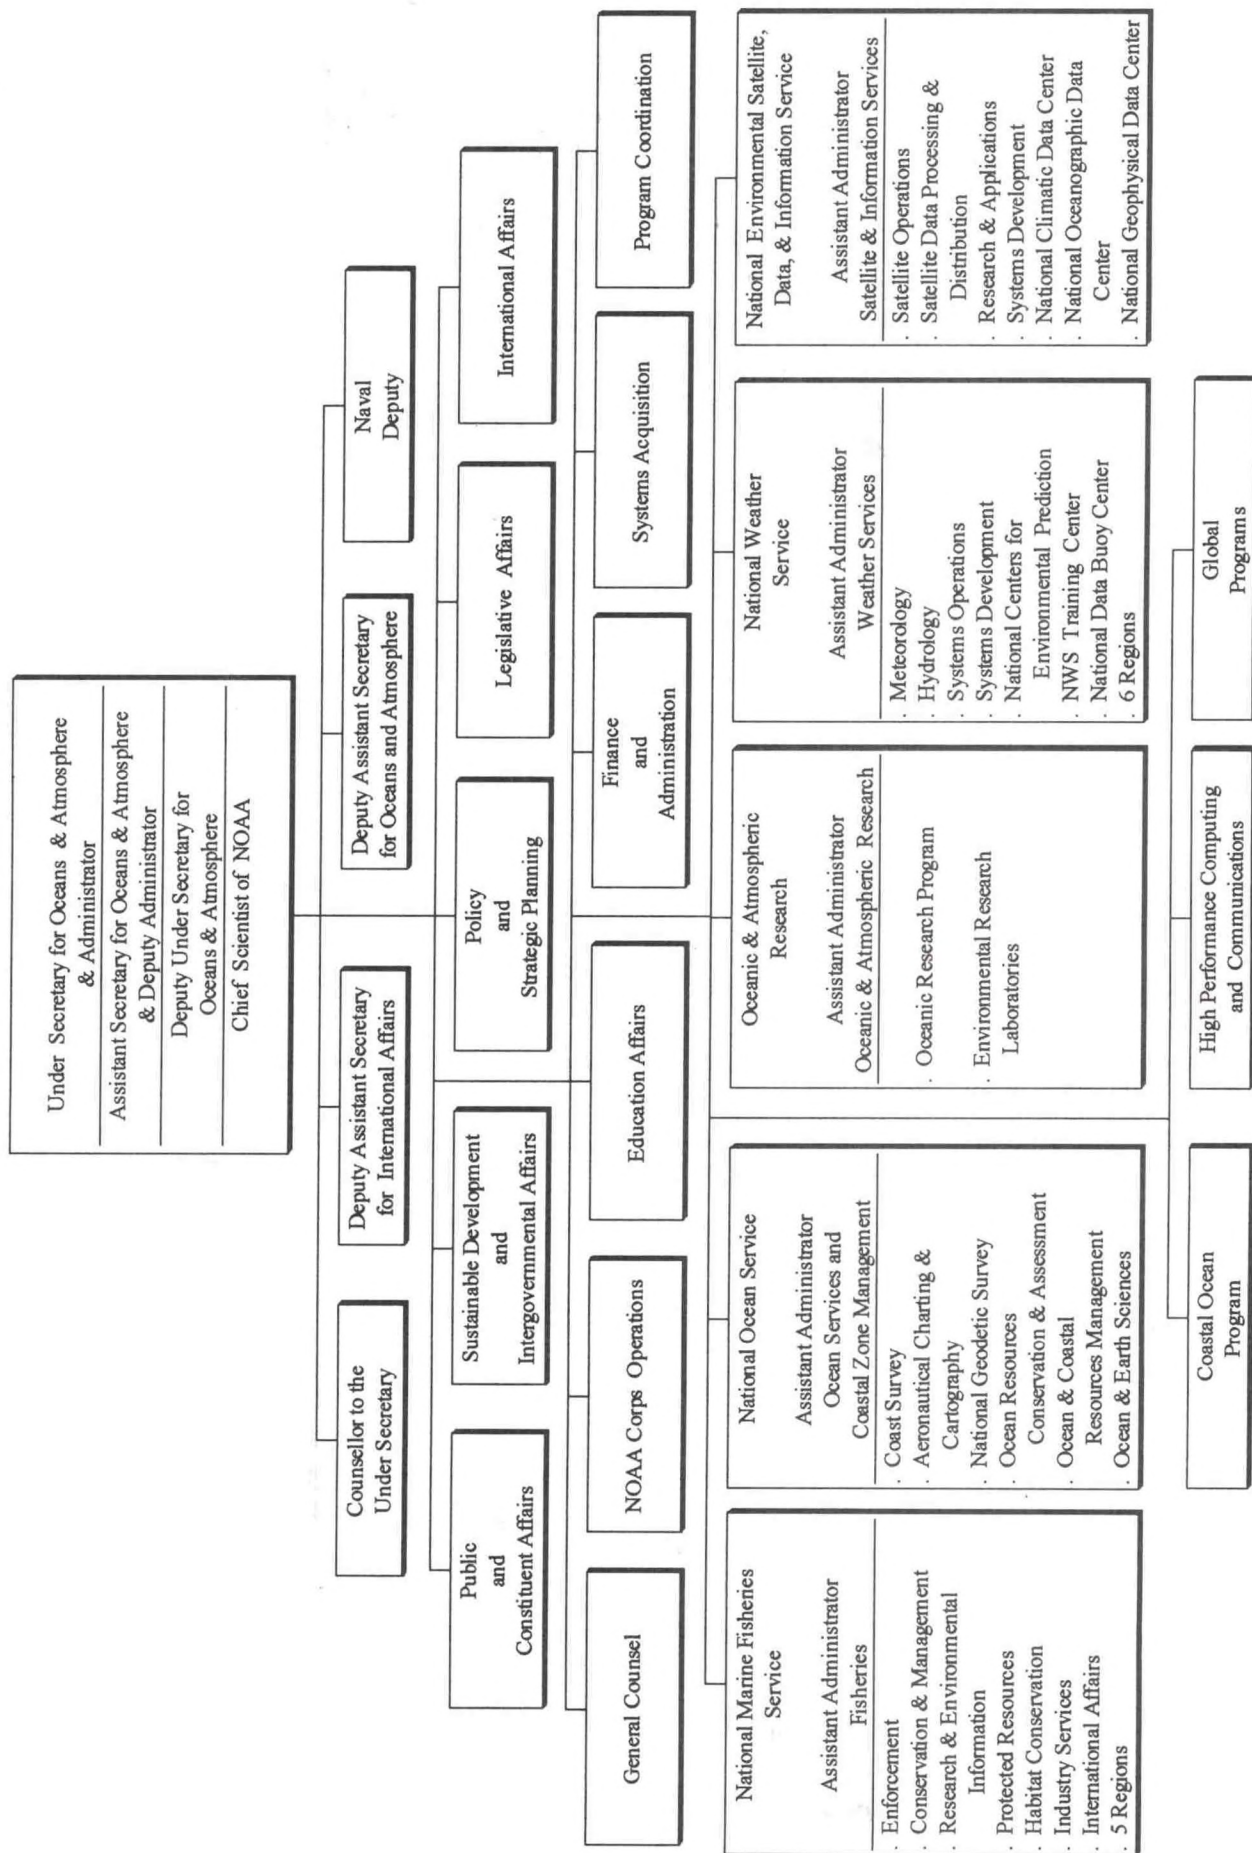 Under Secretary for Oceans & Atmosphere
& Administrator
Assistant Secretary for Oceans & Atmosphere
& Deputy Administrator
Deputy Under Secretary for
Oceans & Atmosphere
Chief Scientist of NOAA
Counsellor to the
Under Secretary
Deputy Assistant Secretary
for International Affairs
Deputy Assistant Secretary
for Oceans and Atmosphere
Naval
Deputy
Public
and
Constituent Affairs
Sustainable Development
and
Intergovernmental Affairs
Policy
and
Strategic Planning
Legislative Affairs
International Affairs
General Counsel
NOAA Corps Operations
Education Affairs
Finance
and
Administration
Systems Acquisition
Program Coordination
National Marine Fisheries
Service
Assistant Administrator
Fisheries
. Enforcement
. Conservation & Management
. Research & Environmental
Information
. Protected Resources
. Habitat Conservation
. Industry Services
. International Affairs
. 5 Regions
National Ocean Service
Assistant Administrator
Ocean Services and
Coastal Zone Management
. Coast Survey
. Aeronautical Charting &
Cartography
. National Geodetic Survey
. Ocean Resources
Conservation & Assessment
. Ocean & Coastal
Resources Management
. Ocean & Earth Sciences
Oceanic & Atmospheric
Research
Assistant Administrator
Oceanic & Atmospheric Research
. Oceanic Research Program
. Environmental Research
Laboratories
National Weather
Service
Assistant Administrator
Weather Services
. Meteorology
. Hydrology
. Systems Operations
. Systems Development
. National Centers for
Environmental Prediction
. NWS Training Center
. National Data Buoy Center
. 6 Regions
National Environmental Satellite,
Data, & Information Service
Assistant Administrator
Satellite & Information Services
. Satellite Operations
. Satellite Data Processing &
Distribution
. Research & Applications
. Systems Development
. National Climatic Data Center
. National Oceanographic Data
Center
. National Geophysical Data Center
Coastal Ocean
Program
High Performance Computing
and Communications
Global
Programs